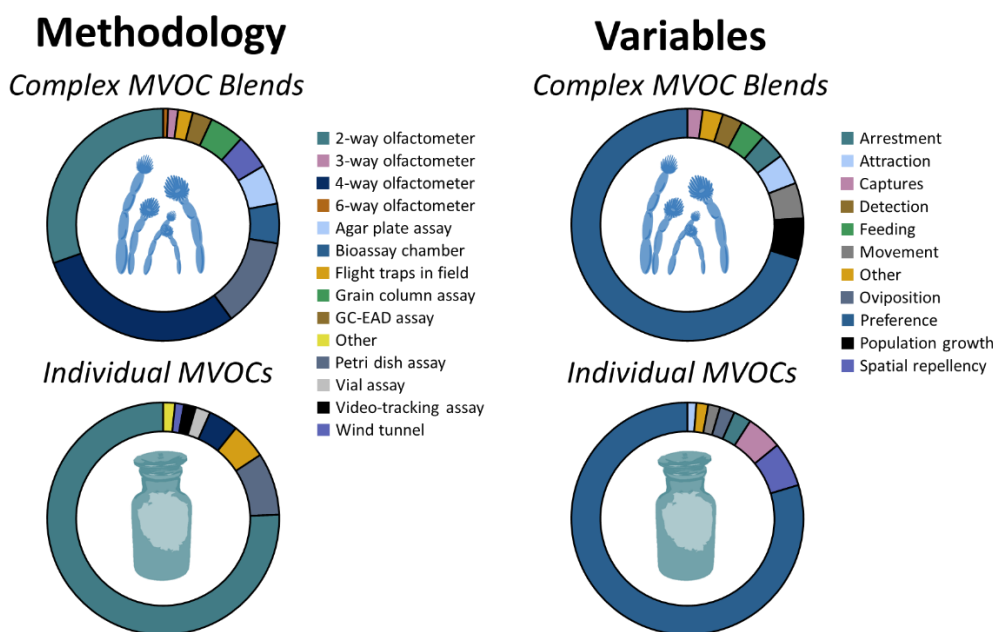 Methodology
Complex MVOC Blends
2-way olfactometer
3-way olfactometer
4-way olfactometer
6-way olfactometer
Agar plate assay
Bioassay chamber
Flight traps in field
Grain column assay
GC-EAD assay
Other
Petri dish assay
Vial assay
Video-tracking assay
Wind tunnel
Individual MVOCs
Variables
Complex MVOC Blends
Arrestment
Attraction
Captures
Detection
Feeding
Movement
Other
Oviposition
Preference
Population growth
Spatial repellency
Individual MVOCs